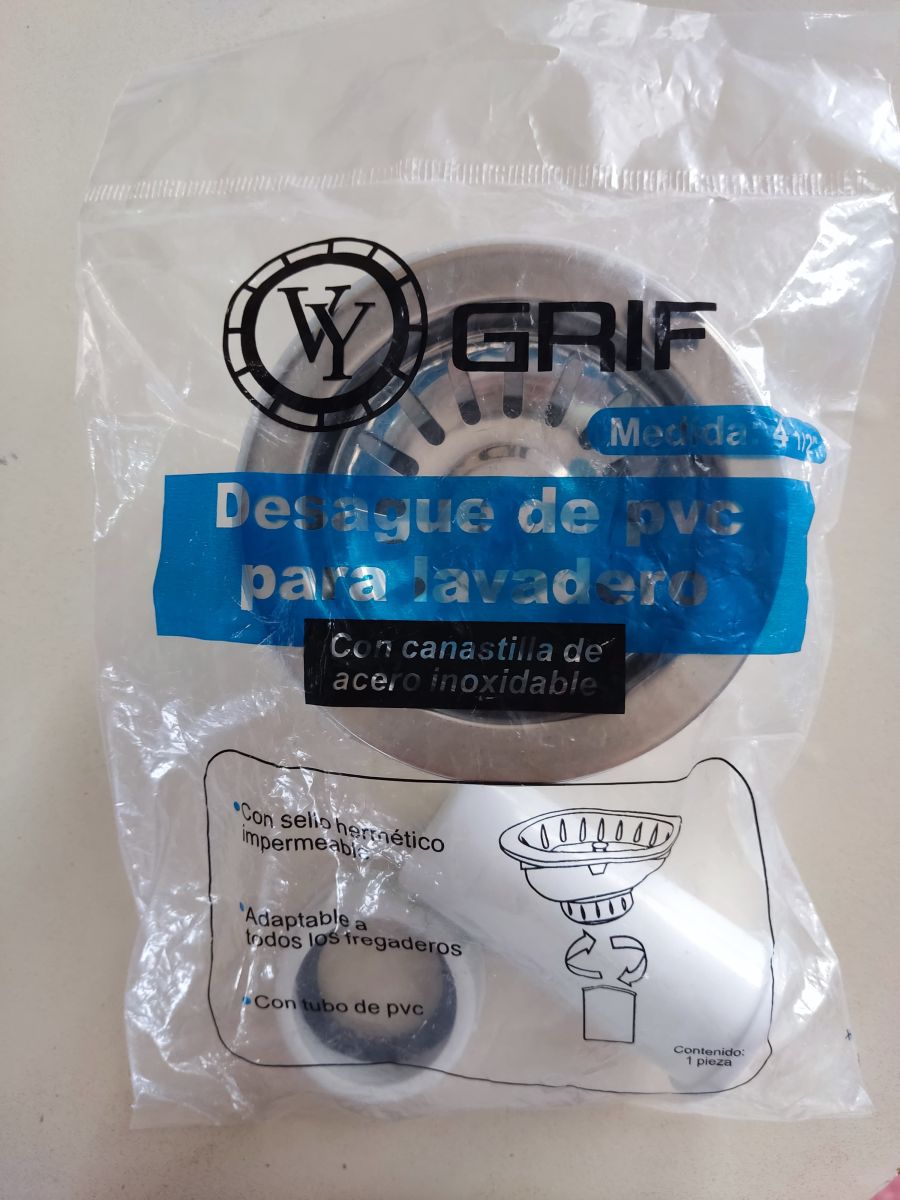 VY GRIF
Medida: 4 1/2"
Desague de pvc
para lavadero
Con canastilla de
acero inoxidable
•Con sello hermético
impermeable
•Adaptable a
todos los fregaderos
•Con tubo de pvc
Contenido:
1 pieza